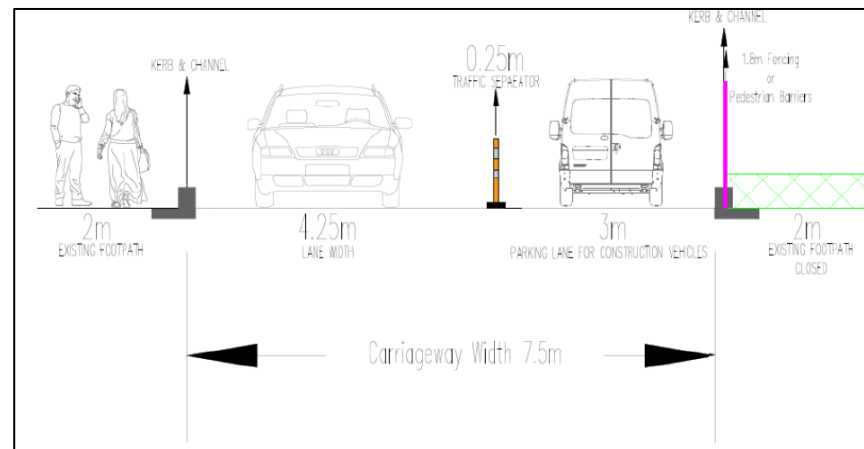 KERB & CHANNEL
KERB & CHANNEL
1.8m Fencing
or
Pedestrian Barriers
0.25m
TRAFFIC SEPAEATOR
2m
EXISTING FOOTPATH
4.25m
LANE WIDTH
3m
PARKING LANE FOR CONSTRUCTION VEHICLES
2m
EXISTING FOOTPATH
CLOSED
Carriageway Width 7.5m